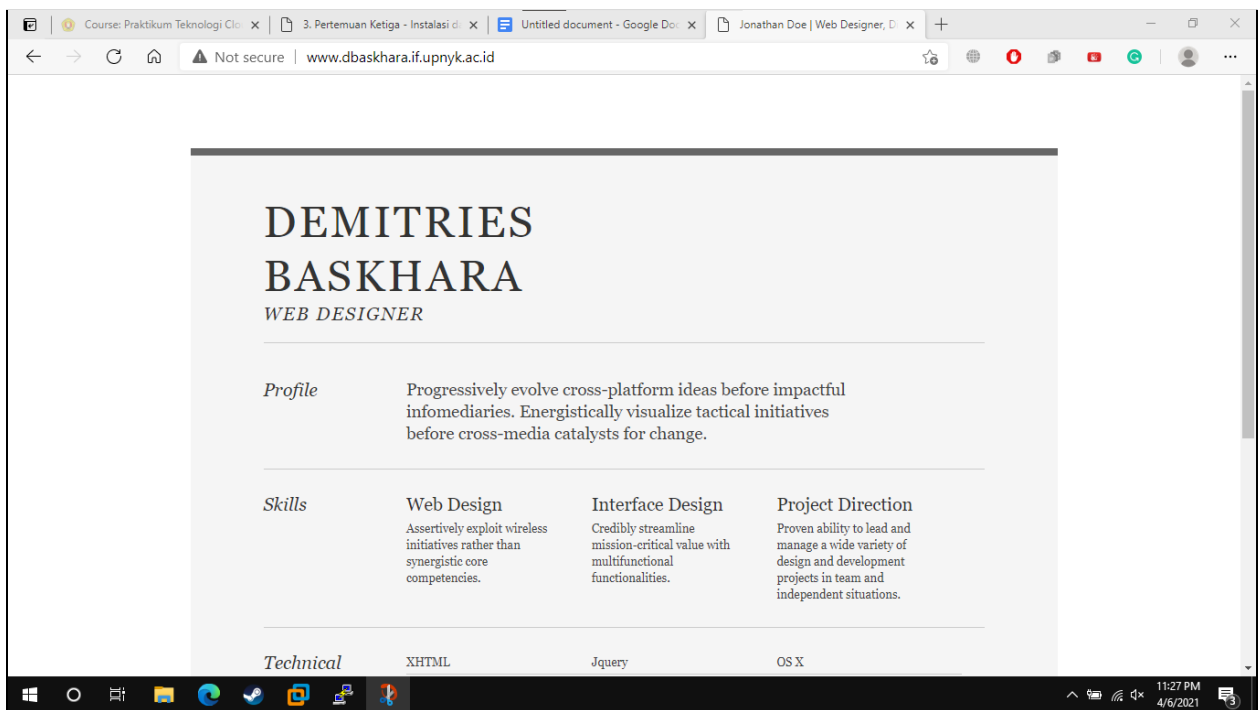 Course: Praktikum Teknologi Clo
3. Pertemuan Ketiga - Instalasi d
Untitled document - Google Doc
Jonathan Doe | Web Designer, D
Not secure | www.dbaskhara.if.upnyk.ac.id
DEMITRIES
BASKHARA
WEB DESIGNER
Profile
Progressively evolve cross-platform ideas before impactful
infomediaries. Energistically visualize tactical initiatives
before cross-media catalysts for change.
Skills
Web Design
Assertively exploit wireless
initiatives rather than
synergistic core
competencies.
Interface Design
Credibly streamline
mission-critical value with
multifunctional
functionalities.
Project Direction
Proven ability to lead and
manage a wide variety of
design and development
projects in team and
independent situations.
Technical
XHTML
Jquery
OS X
11:27 PM
4/6/2021
3